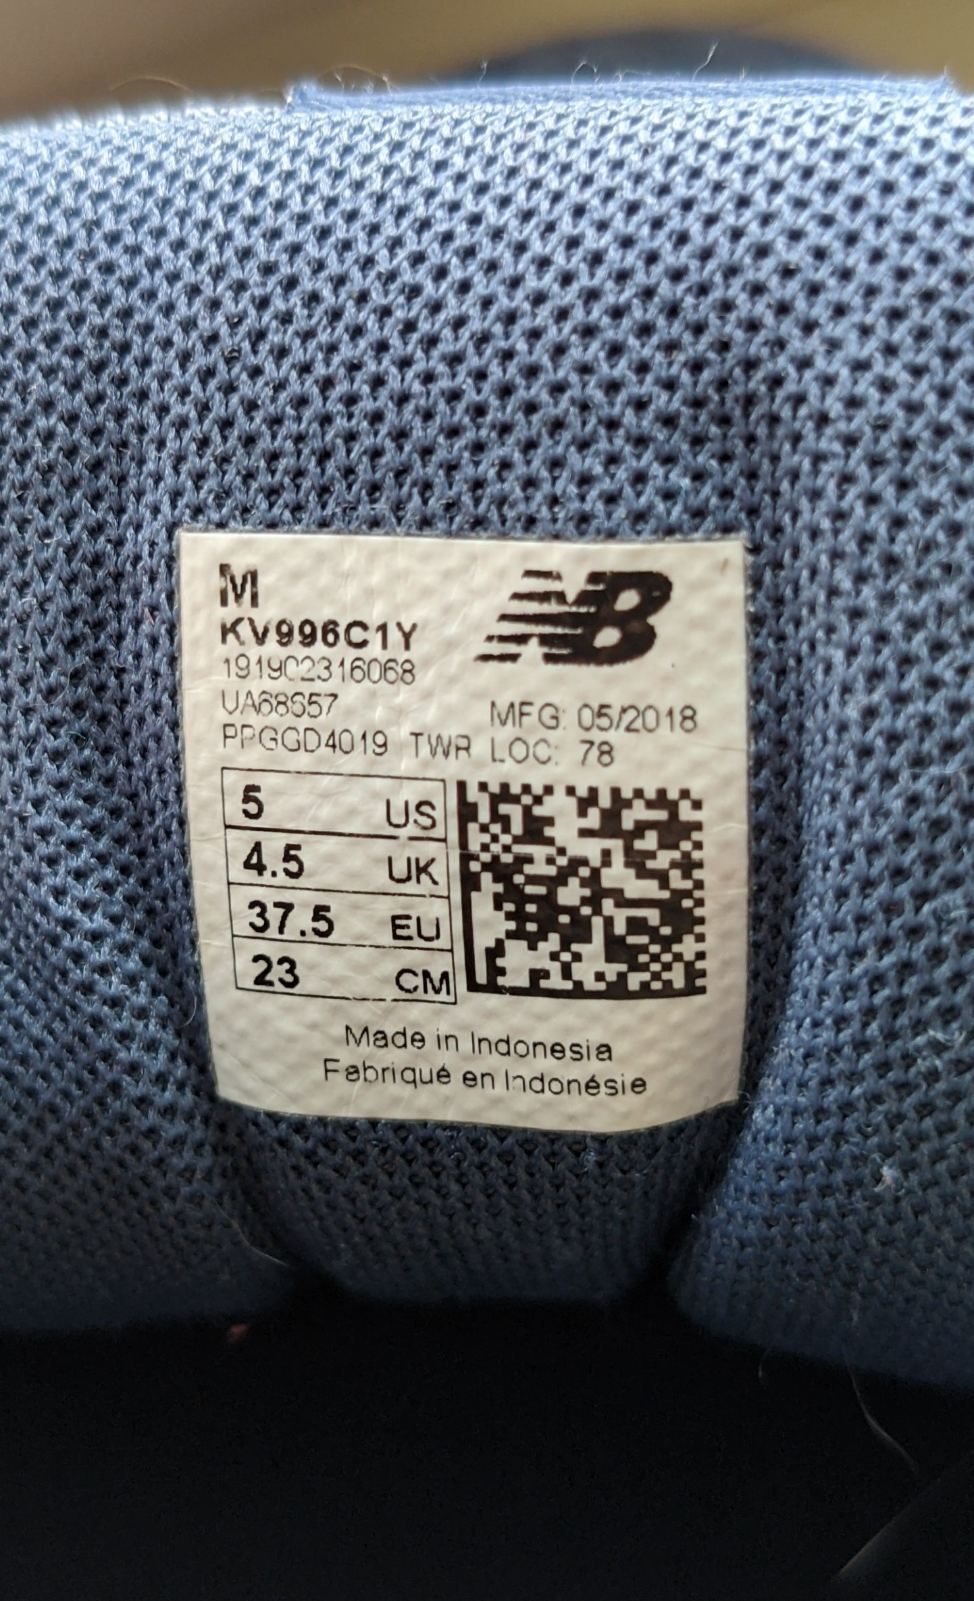 M
NB
KV996C1Y
191902316068
UA68S57
MFG: 05/2018
PPGGD4019 TWR LOC: 78
5 US
4.5 UK
37.5 EU
23 CM
Made in Indonesia
Fabriqué en Indonésie